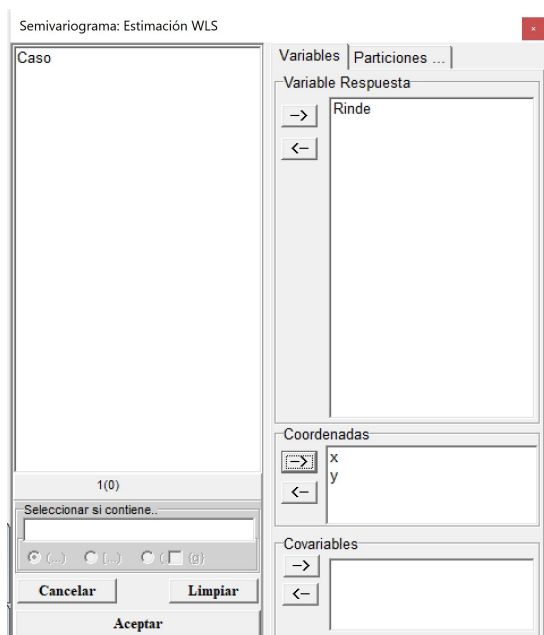 Semivariograma: Estimación WLS
×
Caso
1(0)
Seleccionar si contiene..
(...) [...) (. {g}
Cancelar Limpiar
Aceptar
Variables Particiones ...
Variable Respuesta
-->
<--
Rinde
Coordenadas
-->
<--
x
y
Covariables
-->
<--